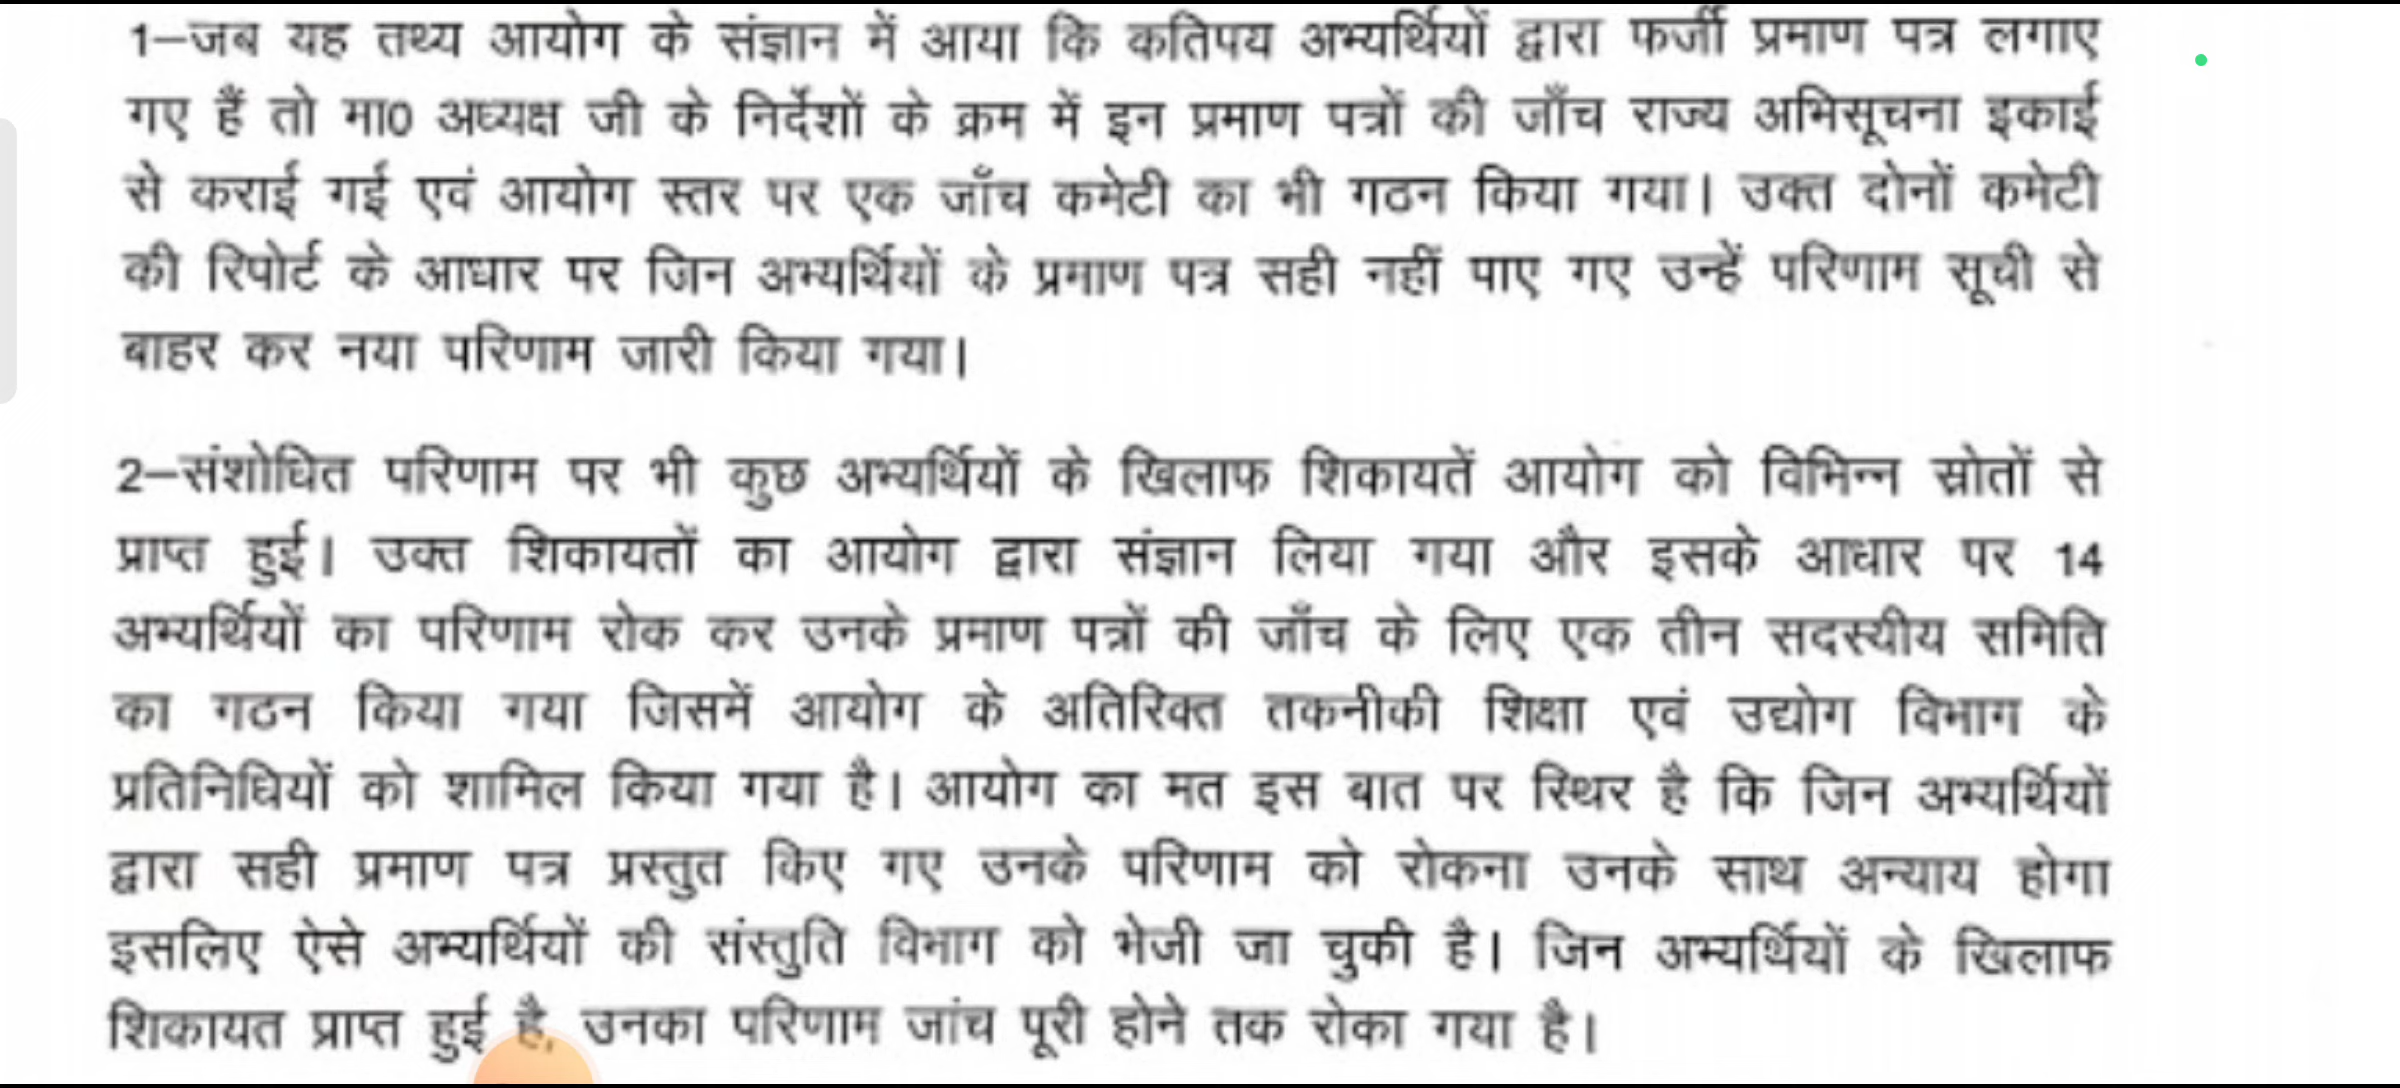 1–जब यह तथ्य आयोग के संज्ञान में आया कि कतिपय अभ्यर्थियों द्वारा फर्जी प्रमाण पत्र लगाए
गए हैं तो मा0 अध्यक्ष जी के निर्देशों के क्रम में इन प्रमाण पत्रों की जाँच राज्य अभिसूचना इकाई
से कराई गई एवं आयोग स्तर पर एक जाँच कमेटी का भी गठन किया गया। उक्त दोनों कमेटी
की रिपोर्ट के आधार पर जिन अभ्यर्थियों के प्रमाण पत्र सही नहीं पाए गए उन्हें परिणाम सूची से
बाहर कर नया परिणाम जारी किया गया।
2–संशोधित परिणाम पर भी कुछ अभ्यर्थियों के खिलाफ शिकायतें आयोग को विभिन्न स्रोतों से
प्राप्त हुई। उक्त शिकायतों का आयोग द्वारा संज्ञान लिया गया और इसके आधार पर 14
अभ्यर्थियों का परिणाम रोक कर उनके प्रमाण पत्रों की जाँच के लिए एक तीन सदस्यीय समिति
का गठन किया गया जिसमें आयोग के अतिरिक्त तकनीकी शिक्षा एवं उद्योग विभाग के
प्रतिनिधियों को शामिल किया गया है। आयोग का मत इस बात पर स्थिर है कि जिन अभ्यर्थियों
द्वारा सही प्रमाण पत्र प्रस्तुत किए गए उनके परिणाम को रोकना उनके साथ अन्याय होगा
इसलिए ऐसे अभ्यर्थियों की संस्तुति विभाग को भेजी जा चुकी है। जिन अभ्यर्थियों के खिलाफ
शिकायत प्राप्त हुई है, उनका परिणाम जांच पूरी होने तक रोका गया है।